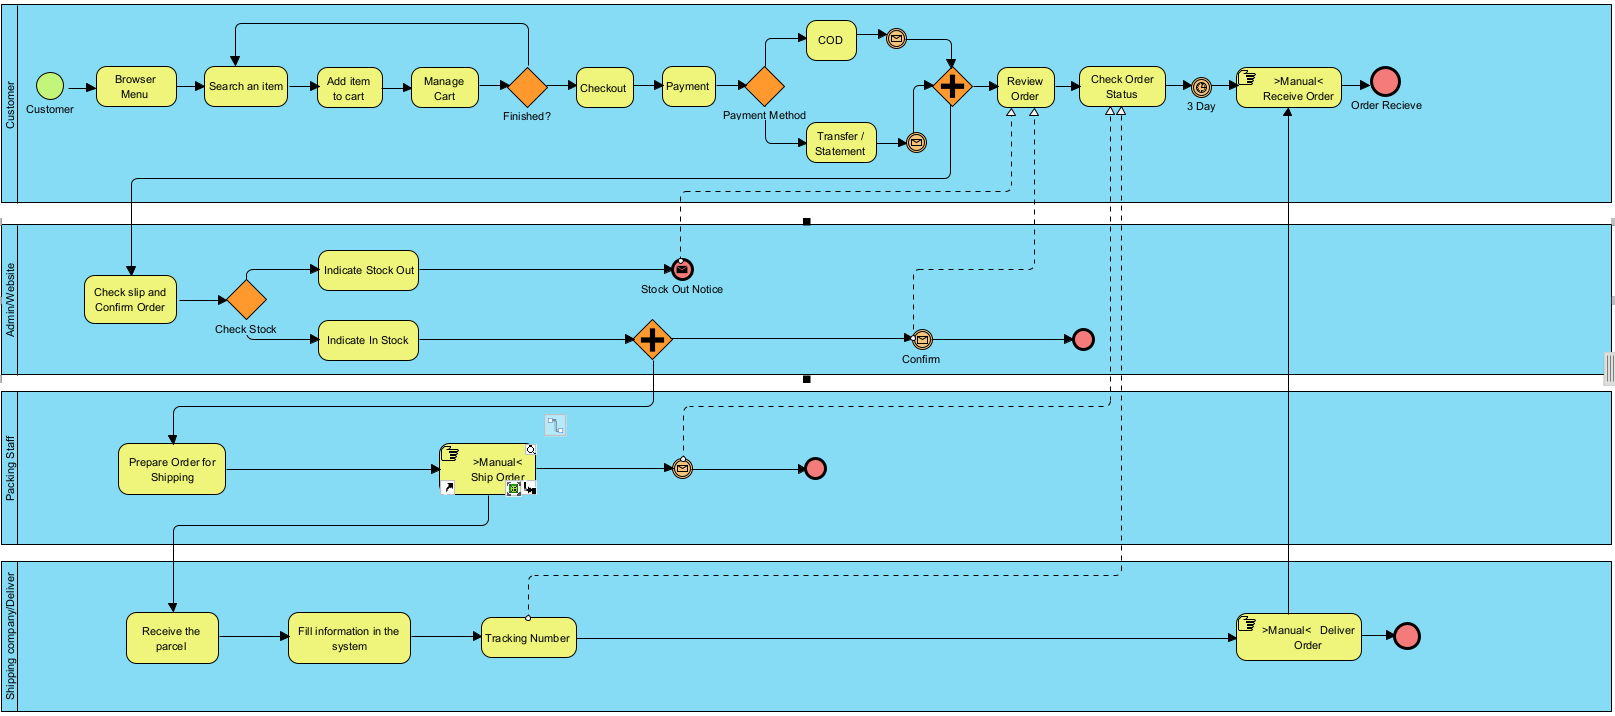 Customer
Customer
Browser
Menu
Search an item
Add item
to cart
Manage
Cart
Finished?
Checkout
Payment
Payment Method
COD
Transfer /
Statement
Review
Order
Check Order
Status
3 Day
>Manual<
Receive Order
Order Recieve
Admin/Website
Check slip and
Confirm Order
Check Stock
Indicate Stock Out
Stock Out Notice
Indicate In Stock
Confirm
Packing Staff
Prepare Order for
Shipping
>Manual<
Ship Order
Shipping company/Deliver
Receive the
parcel
Fill information in the
system
Tracking Number
>Manual< Deliver
Order